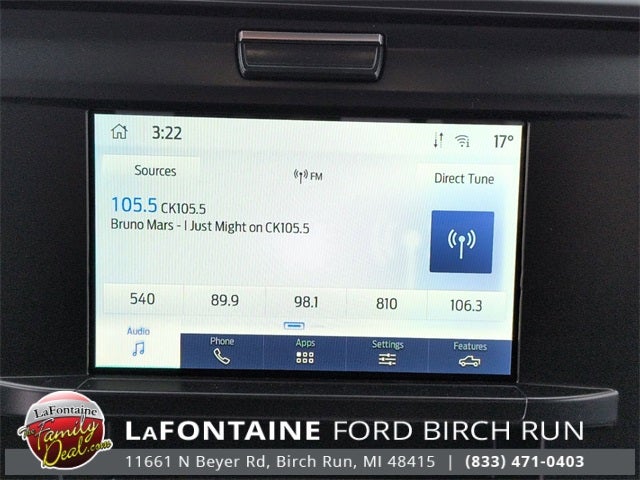 3:22
17°
Sources
FM
Direct Tune
105.5 CK105.5
Bruno Mars - I Just Might on CK105.5
540 89.9 98.1 810 106.3
Audio Phone Apps Settings Features
LaFontaine
The Family Deal.com
LAFONTAINE FORD BIRCH RUN
11661 N Beyer Rd, Birch Run, MI 48415 | (833) 471-0403